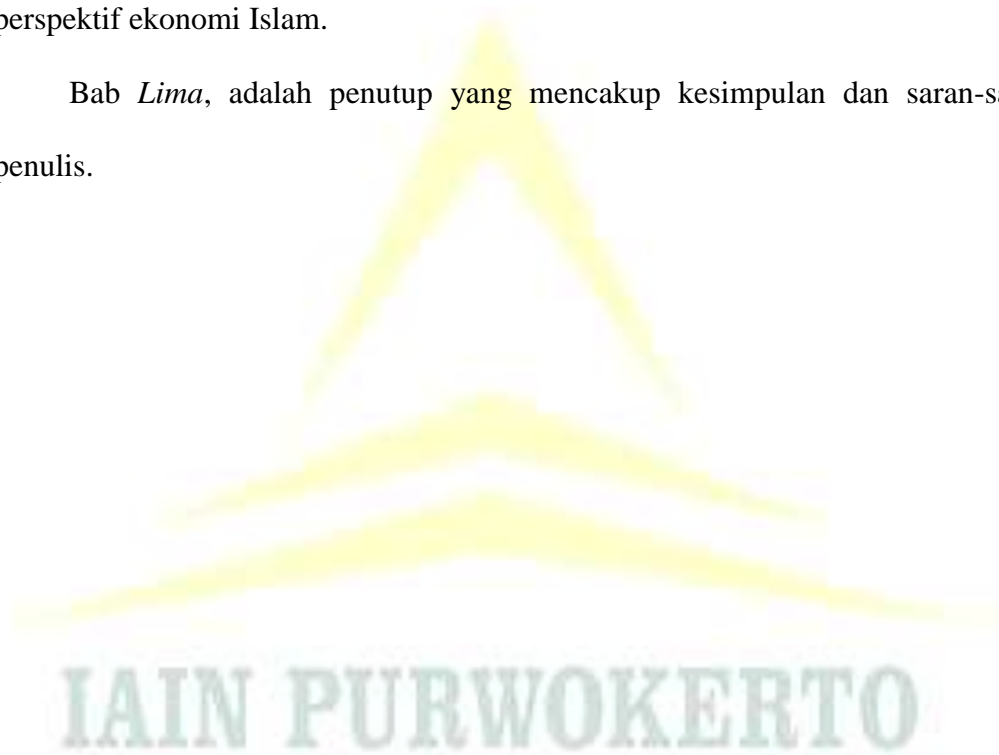 perspektif ekonomi Islam.
Bab Lima, adalah penutup yang mencakup kesimpulan dan saran-sa
penulis.
IAIN PURWOKERTO